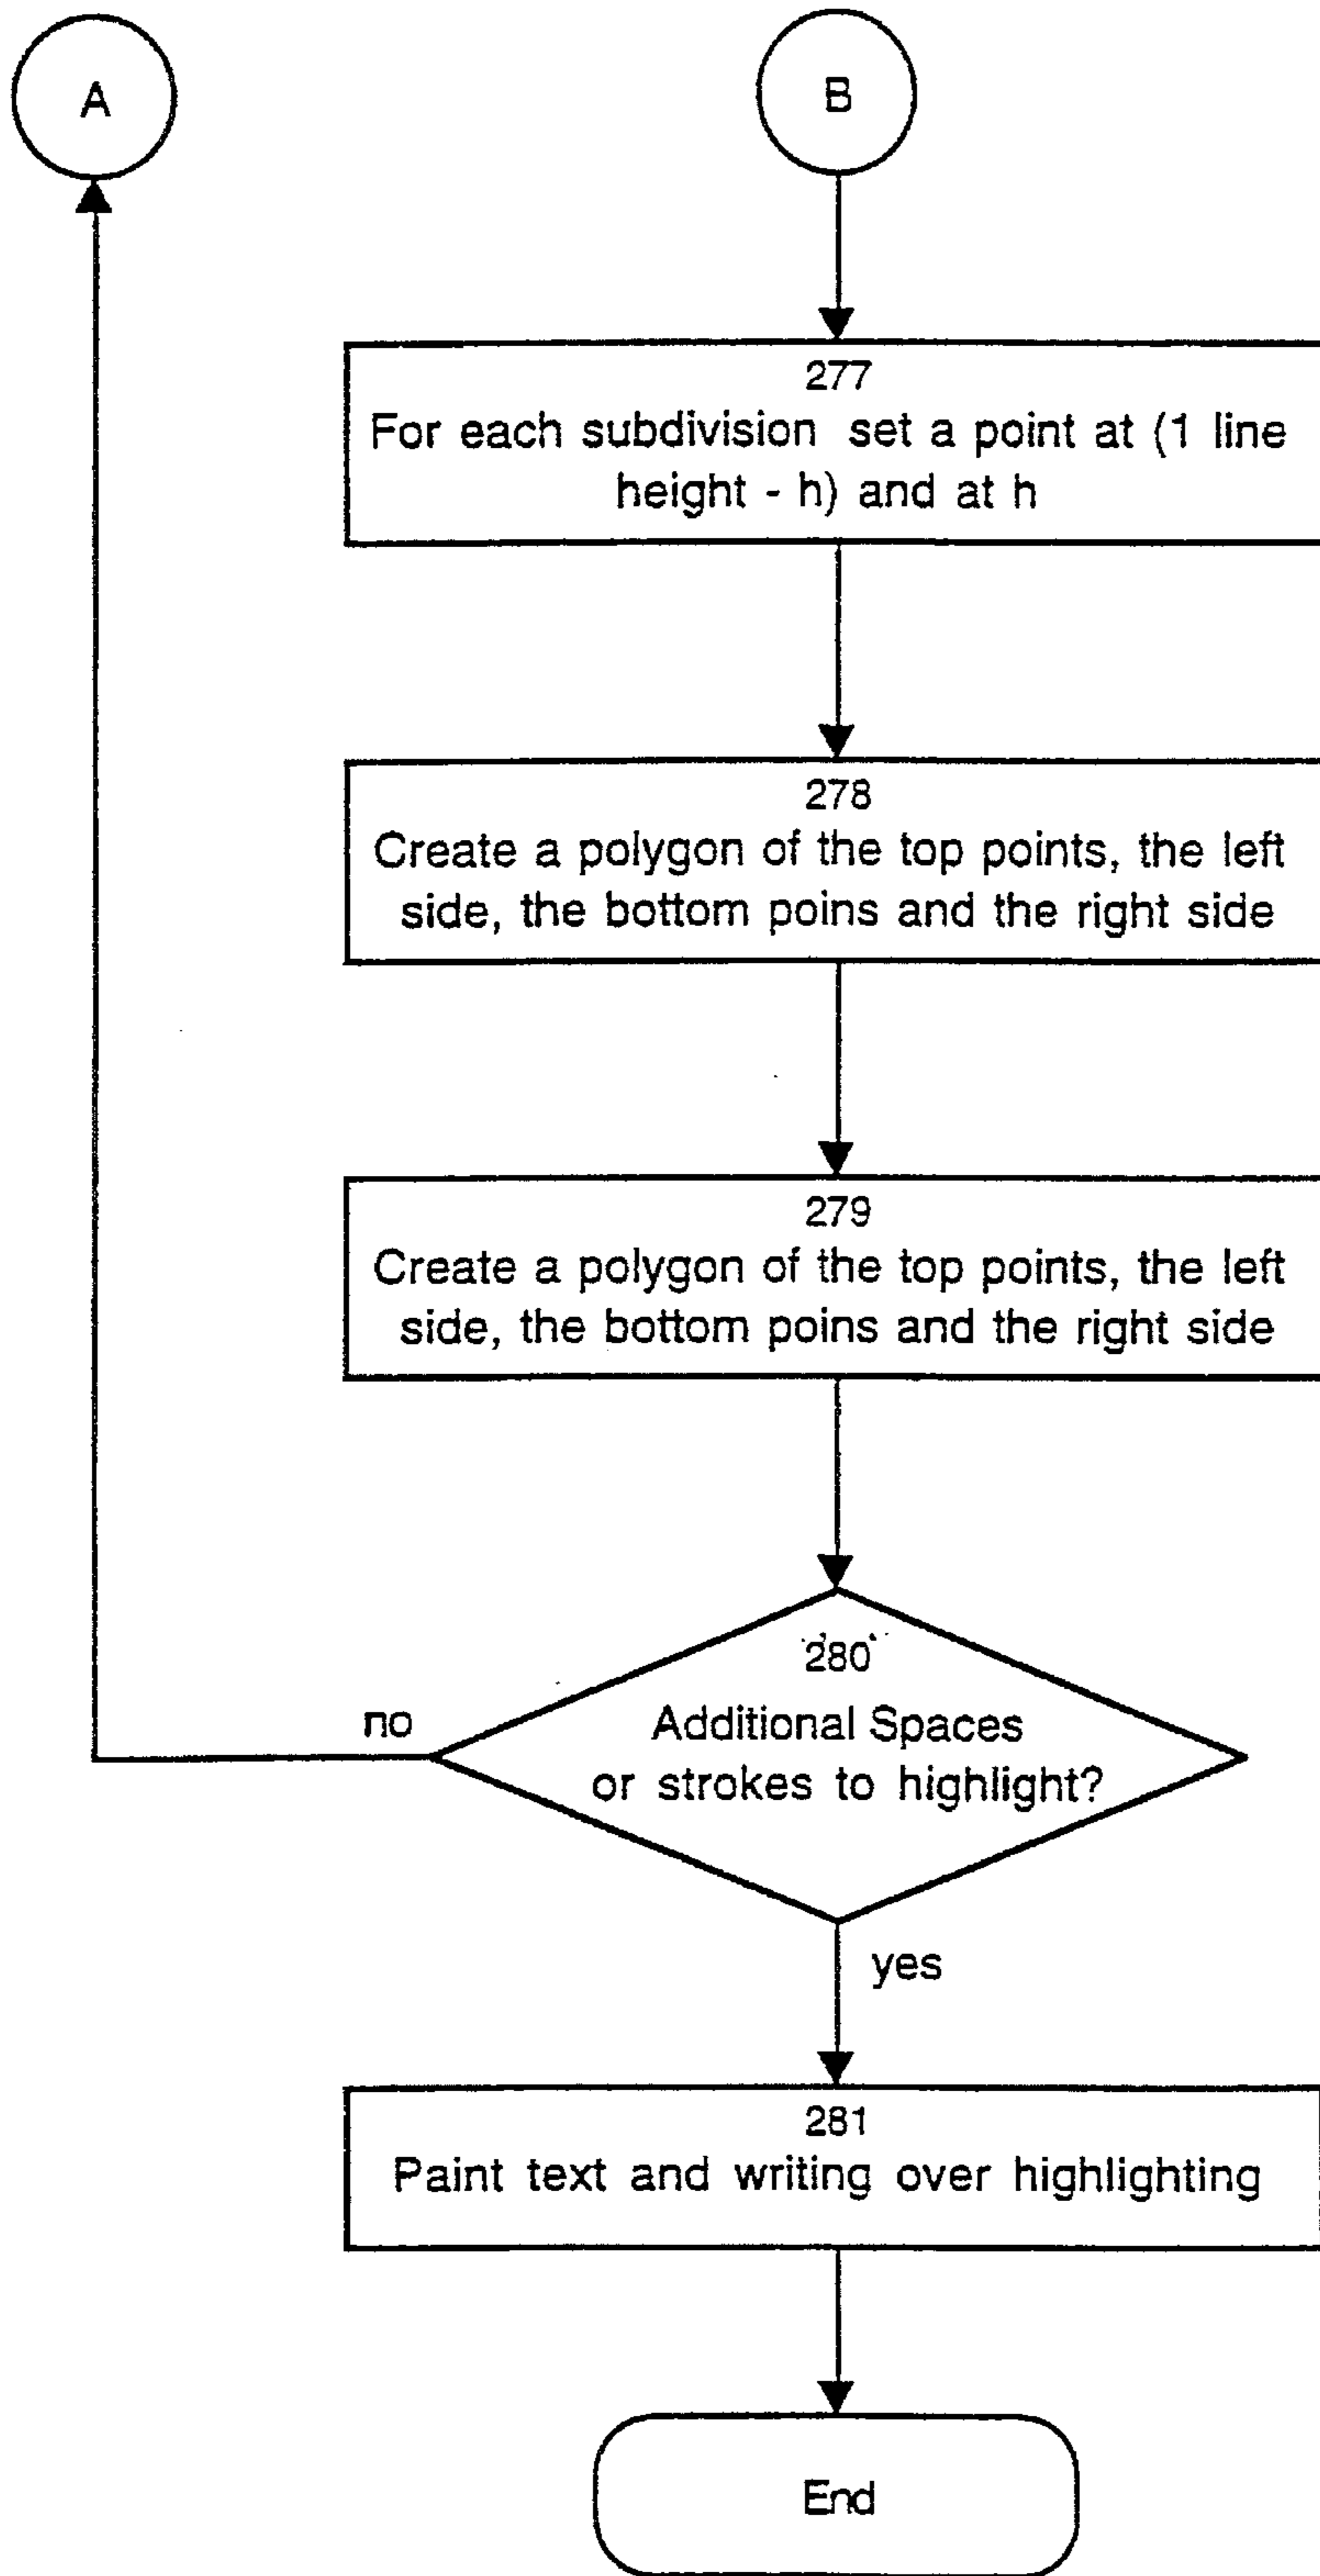 A
B
277
For each subdivision set a point at (1 line
height - h) and at h
278
Create a polygon of the top points, the left
side, the bottom poins and the right side
279
Create a polygon of the top points, the left
side, the bottom poins and the right side
280
Additional Spaces
or strokes to highlight?
no
yes
281
Paint text and writing over highlighting
End